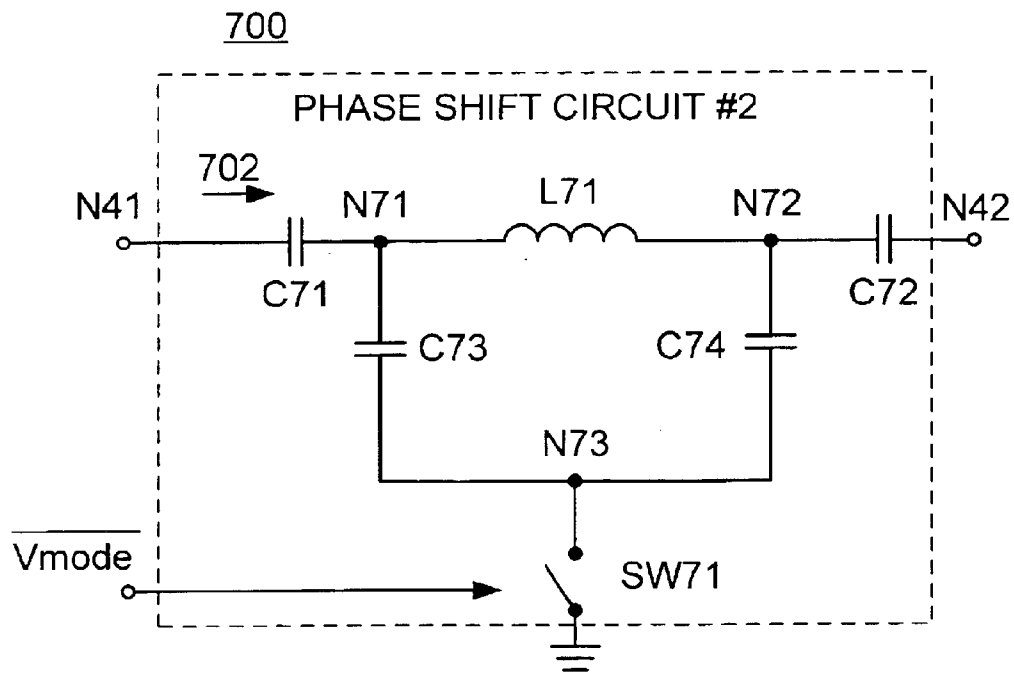 700
PHASE SHIFT CIRCUIT #2
702
N41
N71
L71
N72
N42
C71
C72
C73
C74
N73
Vmode
SW71